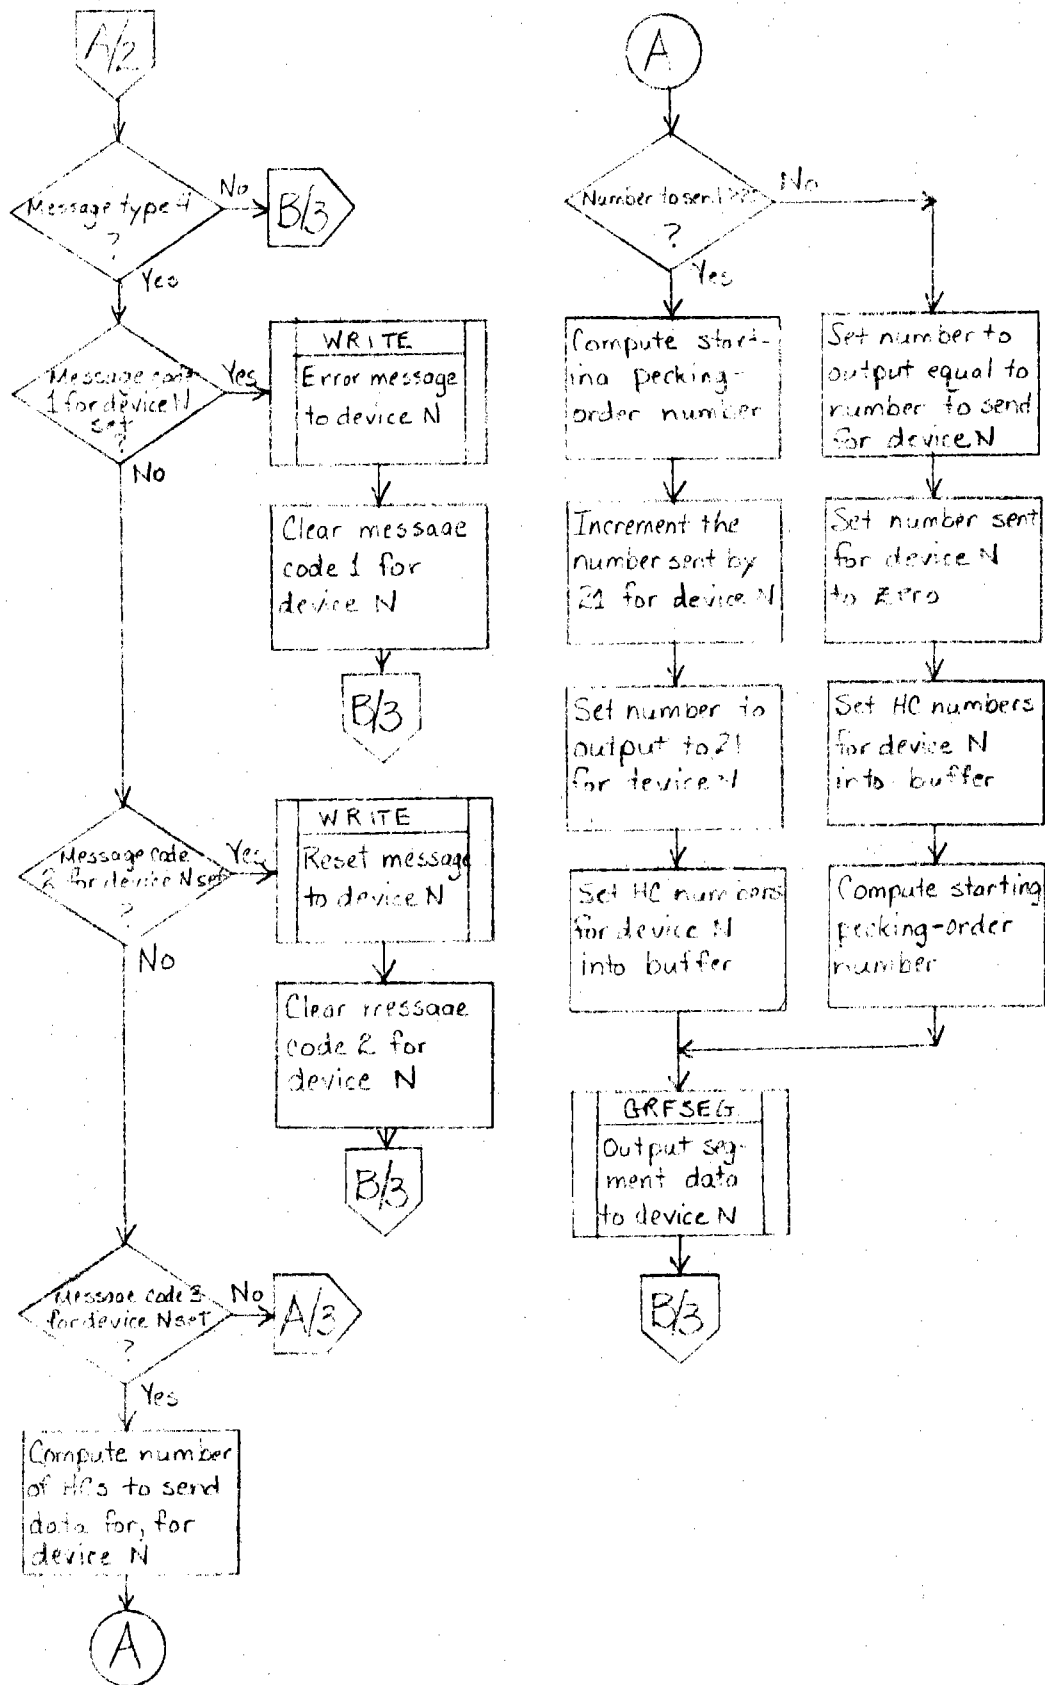 A/2
Message type 4
?
No
B/3
Yes
Message code
1 for device N
set
?
Yes
WRITE
Error message
to device N
No
Clear message
code 1 for
device N
B/3
Message code
2 for device N set
?
Yes
WRITE
Reset message
to device N
No
Clear message
code 2 for
device N
B/3
Message code 3
for device N set
?
No
A/3
Yes
Compute number
of HCs to send
data for, for
device N
A
A
Number to send
?
No
Yes
Compute start-
ing pecking-
order number
Increment the
number sent by
21 for device N
Set number to
output to 21
for device N
Set HC numbers
for device N
into buffer
Set number to
output equal to
number to send
for device N
Set number sent
for device N
to zero
Set HC numbers
for device N
into buffer
Compute starting
pecking-order
number
GRFSEG
Output seg-
ment data
to device N
B/3